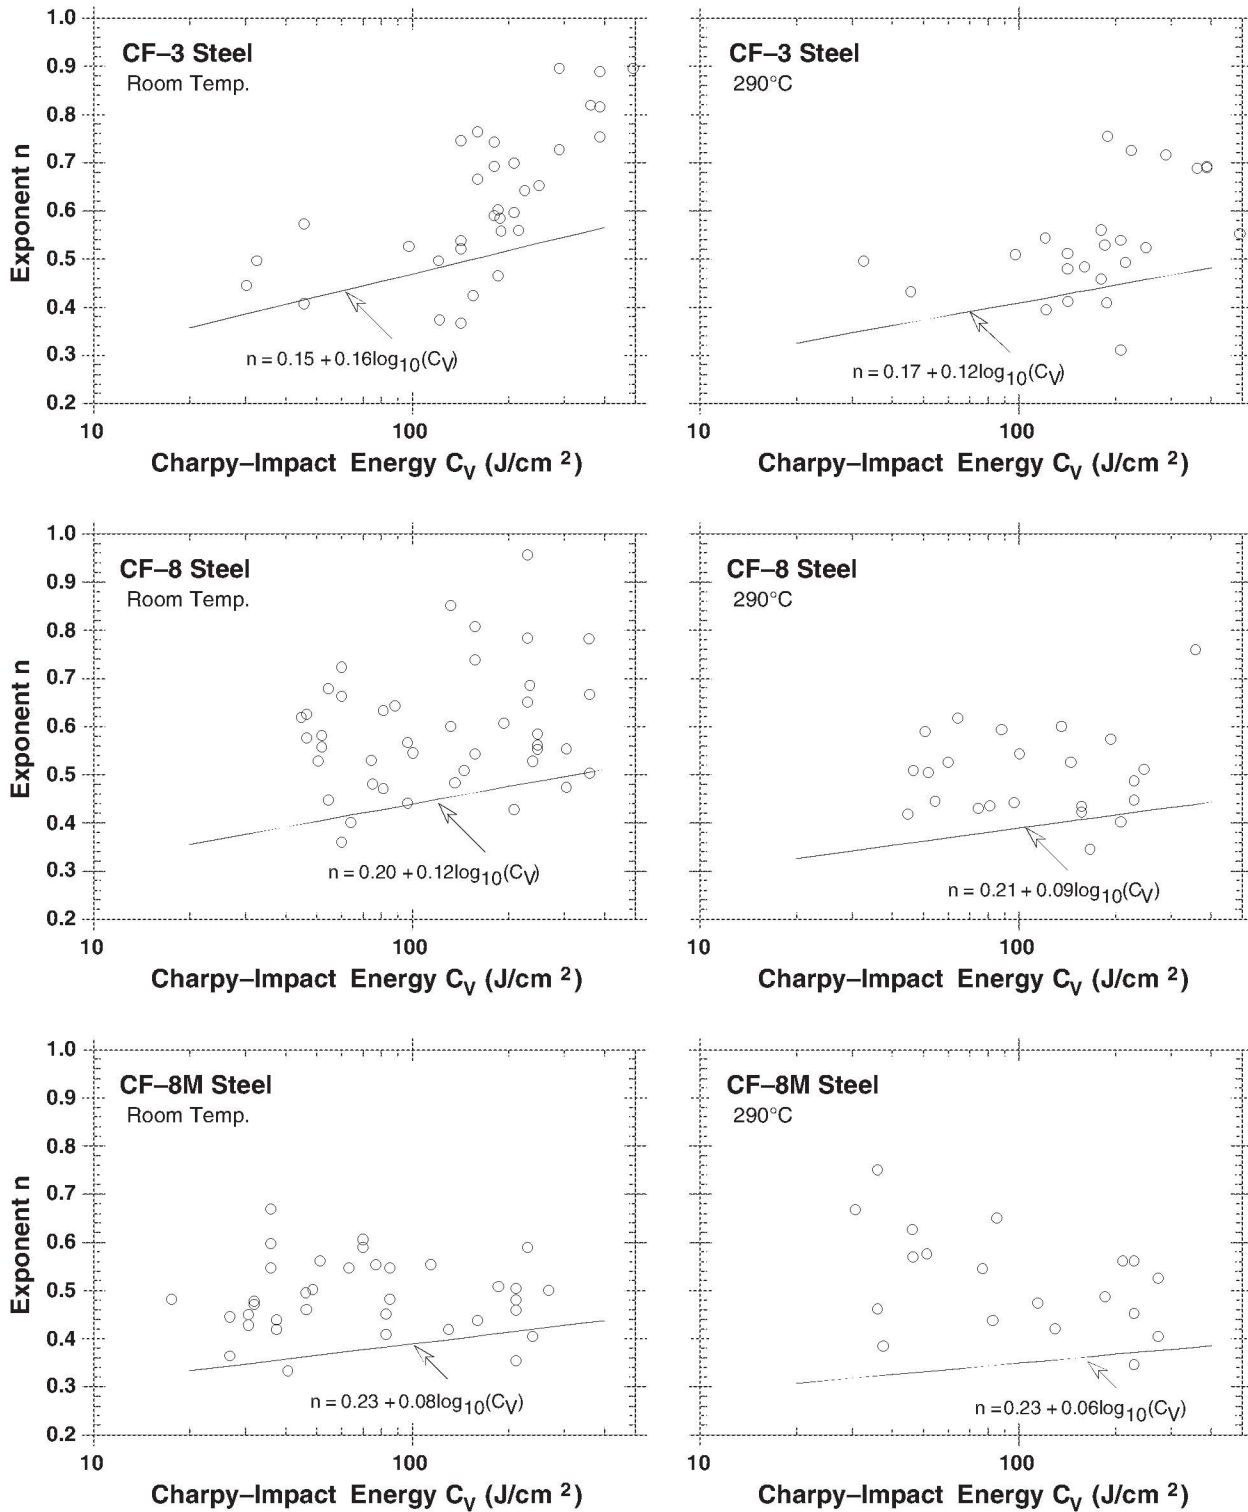 1.0
0.9
0.8
0.7
0.6
0.5
0.4
0.3
0.2
Exponent n
CF–3 Steel
Room Temp.
n = 0.15 + 0.16log10(CV)
10
100
Charpy–Impact Energy CV (J/cm 2)
CF–3 Steel
290°C
n = 0.17 + 0.12log10(CV)
10
100
Charpy–Impact Energy CV (J/cm 2)
1.0
0.9
0.8
0.7
0.6
0.5
0.4
0.3
0.2
Exponent n
CF–8 Steel
Room Temp.
n = 0.20 + 0.12log10(CV)
10
100
Charpy–Impact Energy CV (J/cm 2)
CF–8 Steel
290°C
n = 0.21 + 0.09log10(CV)
10
100
Charpy–Impact Energy CV (J/cm 2)
1.0
0.9
0.8
0.7
0.6
0.5
0.4
0.3
0.2
Exponent n
CF–8M Steel
Room Temp.
n = 0.23 + 0.08log10(CV)
10
100
Charpy–Impact Energy CV (J/cm 2)
CF–8M Steel
290°C
n = 0.23 + 0.06log10(CV)
10
100
Charpy–Impact Energy CV (J/cm 2)